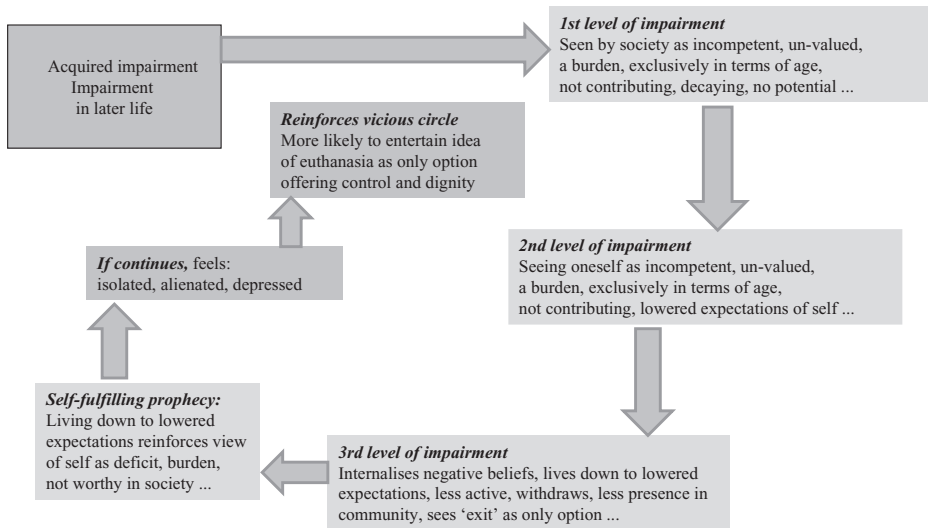 Acquired impairment
Impairment
in later life
1st level of impairment
Seen by society as incompetent, un-valued,
a burden, exclusively in terms of age,
not contributing, decaying, no potential ...
2nd level of impairment
Seeing oneself as incompetent, un-valued,
a burden, exclusively in terms of age,
not contributing, lowered expectations of self ...
3rd level of impairment
Internalises negative beliefs, lives down to lowered
expectations, less active, withdraws, less presence in
community, sees ‘exit’ as only option ...
Self-fulfilling prophecy:
Living down to lowered
expectations reinforces view
of self as deficit, burden,
not worthy in society ...
If continues, feels:
isolated, alienated, depressed
Reinforces vicious circle
More likely to entertain idea
of euthanasia as only option
offering control and dignity